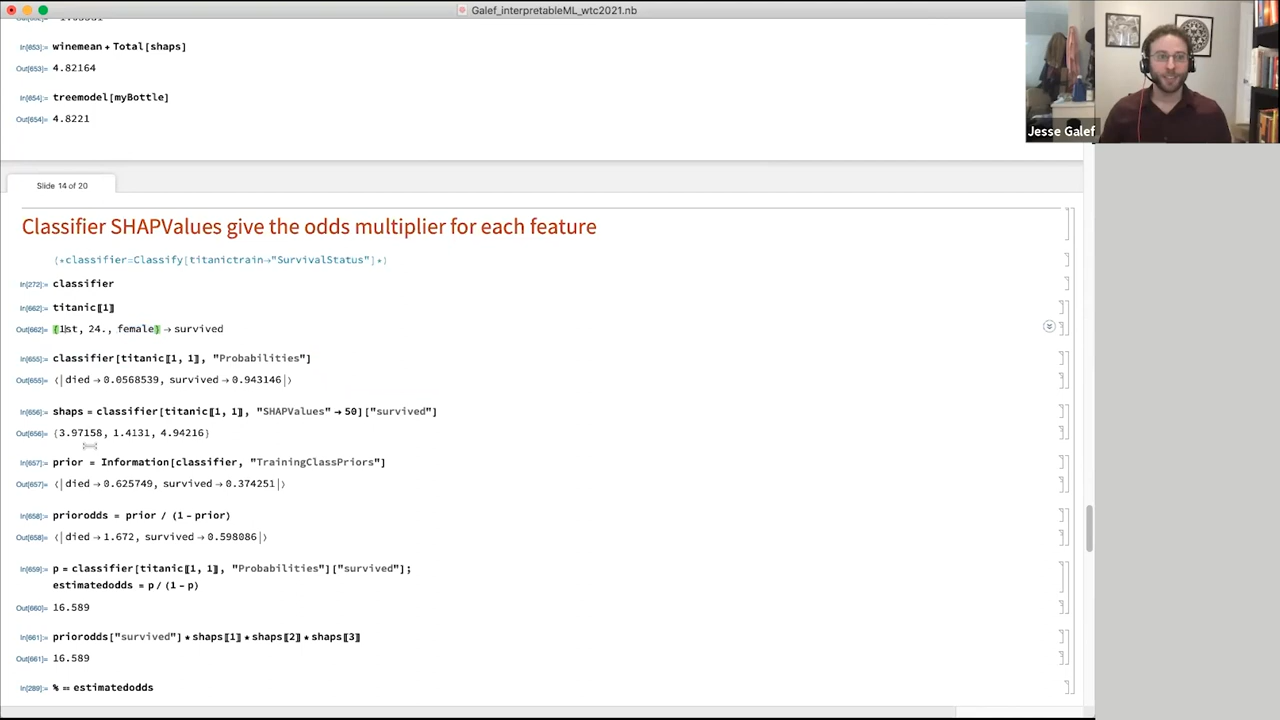 Galef_interpretableML_wtc2021.nb
In[653]:= winemean + Total[shaps]
Out[653]= 4.82164
In[654]:= treemodel[myBottle]
Out[654]= 4.8221
Jesse Galef
Slide 14 of 20
Classifier SHAPValues give the odds multiplier for each feature
(*classifier=Classify[titanictrain→"SurvivalStatus"]*)
In[272]:= classifier
In[662]:= titanic〚1〛
Out[662]= {1st, 24., female} → survived
In[655]:= classifier[titanic〚1, 1〛, "Probabilities"]
Out[655]= <|died → 0.0568539, survived → 0.943146|>
In[656]:= shaps = classifier[titanic〚1, 1〛, "SHAPValues" → 50]["survived"]
Out[656]= {3.97158, 1.4131, 4.94216}
In[657]:= prior = Information[classifier, "TrainingClassPriors"]
Out[657]= <|died → 0.625749, survived → 0.374251|>
In[658]:= priorodds = prior / (1 - prior)
Out[658]= <|died → 1.672, survived → 0.598086|>
In[659]:= p = classifier[titanic〚1, 1〛, "Probabilities"]["survived"];
estimatedodds = p / (1 - p)
Out[660]= 16.589
In[661]:= priorodds["survived"] * shaps〚1〛 * shaps〚2〛 * shaps〚3〛
Out[661]= 16.589
In[289]:= % == estimatedodds